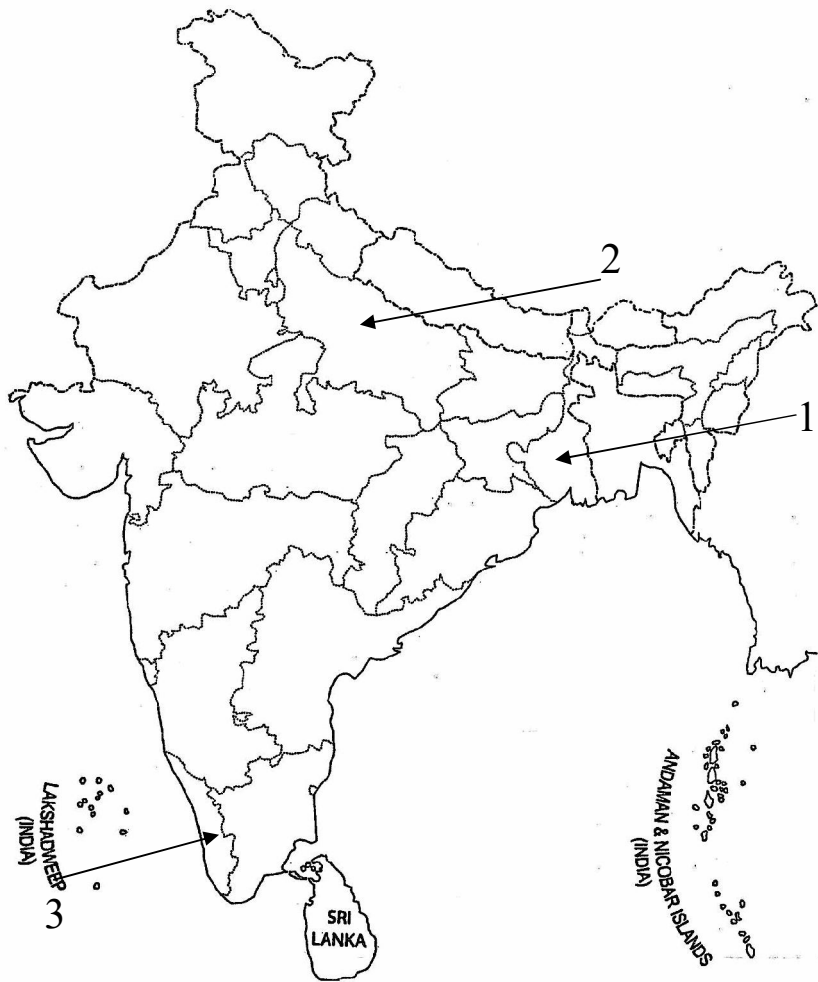 2
1
LAKSHADWEEP
(INDIA)
3
ANDAMAN & NICOBAR ISLANDS
(INDIA)
SRI
LANKA